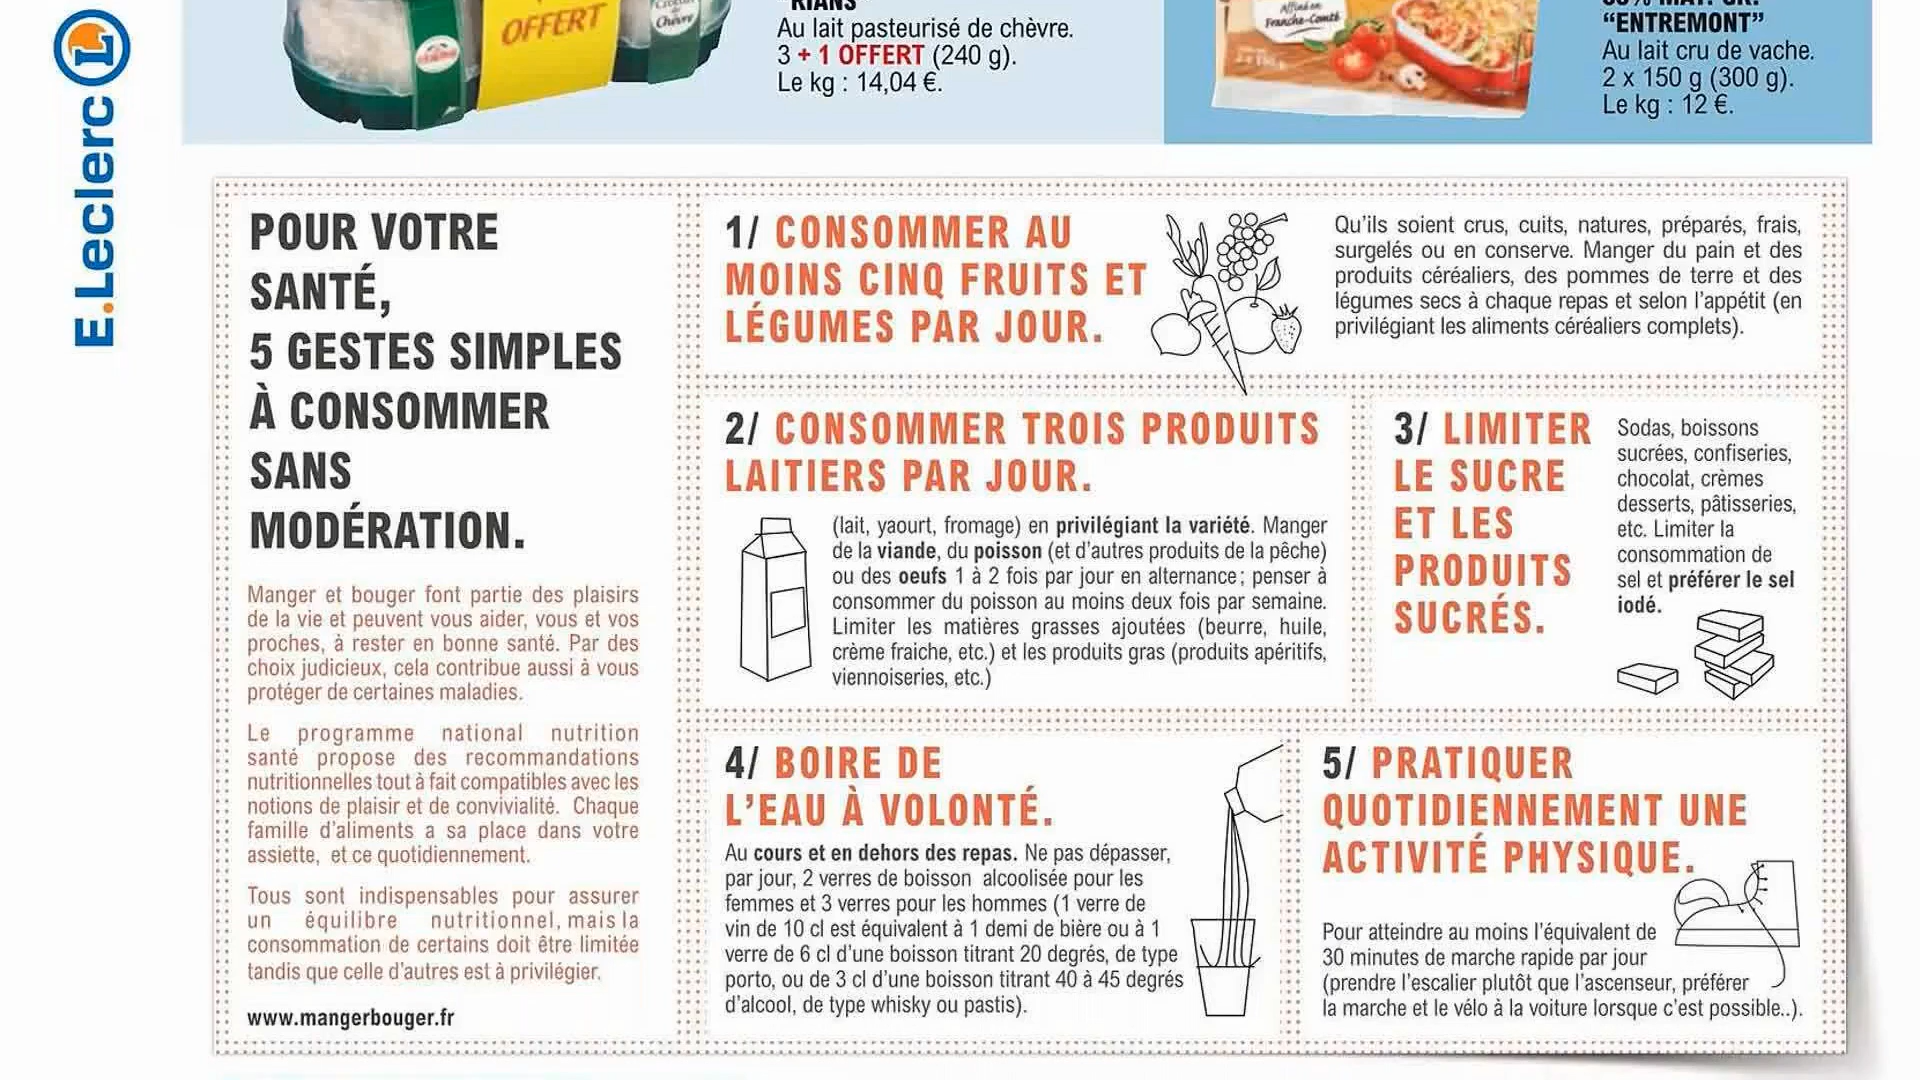 E.Leclerc L
OFFERT
Chèvre
"RIANS"
Au lait pasteurisé de chèvre.
3 + 1 OFFERT (240 g).
Le kg : 14,04 €.
Affiné en
Franche-Comté
"ENTREMONT"
Au lait cru de vache.
2 x 150 g (300 g).
Le kg : 12 €.
POUR VOTRE
SANTÉ,
5 GESTES SIMPLES
À CONSOMMER
SANS
MODÉRATION.
Manger et bouger font partie des plaisirs
de la vie et peuvent vous aider, vous et vos
proches, à rester en bonne santé. Par des
choix judicieux, cela contribue aussi à vous
protéger de certaines maladies.
Le programme national nutrition
santé propose des recommandations
nutritionnelles tout à fait compatibles avec les
notions de plaisir et de convivialité. Chaque
famille d'aliments a sa place dans votre
assiette, et ce quotidiennement.
Tous sont indispensables pour assurer
un équilibre nutritionnel, mais la
consommation de certains doit être limitée
tandis que celle d'autres est à privilégier.
www.mangerbouger.fr
1/ CONSOMMER AU
MOINS CINQ FRUITS ET
LÉGUMES PAR JOUR.
Qu'ils soient crus, cuits, natures, préparés, frais,
surgelés ou en conserve. Manger du pain et des
produits céréaliers, des pommes de terre et des
légumes secs à chaque repas et selon l'appétit (en
privilégiant les aliments céréaliers complets).
2/ CONSOMMER TROIS PRODUITS
LAITIERS PAR JOUR.
(lait, yaourt, fromage) en privilégiant la variété. Manger
de la viande, du poisson (et d'autres produits de la pêche)
ou des oeufs 1 à 2 fois par jour en alternance ; penser à
consommer du poisson au moins deux fois par semaine.
Limiter les matières grasses ajoutées (beurre, huile,
crème fraiche, etc.) et les produits gras (produits apéritifs,
viennoiseries, etc.)
3/ LIMITER
LE SUCRE
ET LES
PRODUITS
SUCRÉS.
Sodas, boissons
sucrées, confiseries,
chocolat, crèmes
desserts, pâtisseries,
etc. Limiter la
consommation de
sel et préférer le sel
iodé.
4/ BOIRE DE
L'EAU À VOLONTÉ.
Au cours et en dehors des repas. Ne pas dépasser,
par jour, 2 verres de boisson alcoolisée pour les
femmes et 3 verres pour les hommes (1 verre de
vin de 10 cl est équivalent à 1 demi de bière ou à 1
verre de 6 cl d'une boisson titrant 20 degrés, de type
porto, ou de 3 cl d'une boisson titrant 40 à 45 degrés
d'alcool, de type whisky ou pastis).
5/ PRATIQUER
QUOTIDIENNEMENT UNE
ACTIVITÉ PHYSIQUE.
Pour atteindre au moins l'équivalent de
30 minutes de marche rapide par jour
(prendre l'escalier plutôt que l'ascenseur, préférer
la marche et le vélo à la voiture lorsque c'est possible..).